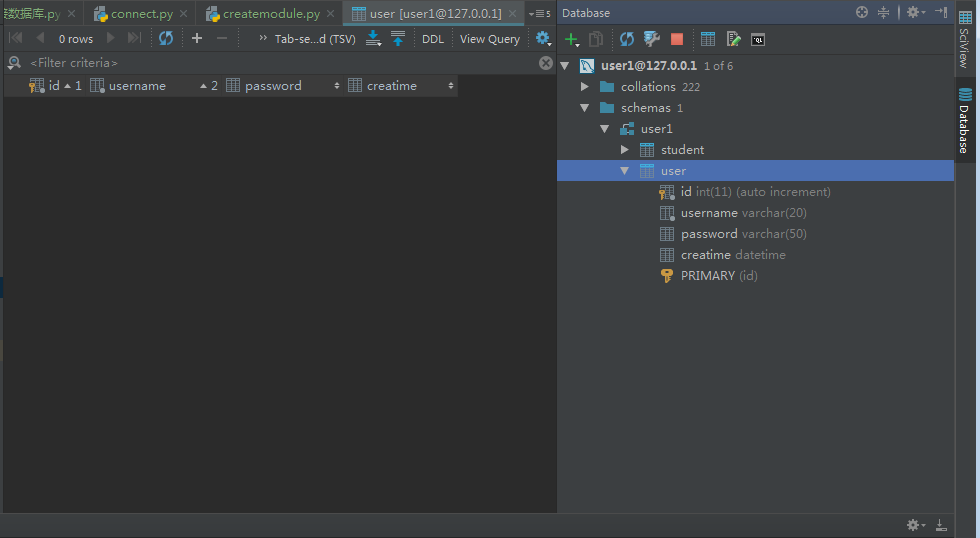 数据库.py connect.py createmodule.py user [user1@127.0.0.1] 5
0 rows Tab-se...d (TSV) DDL View Query
<Filter criteria>
id 1 username 2 password creatime
Database
user1@127.0.0.1 1 of 6
collations 222
schemas 1
user1
student
user
id int(11) (auto increment)
username varchar(20)
password varchar(50)
creatime datetime
PRIMARY (id)
SciView
Database